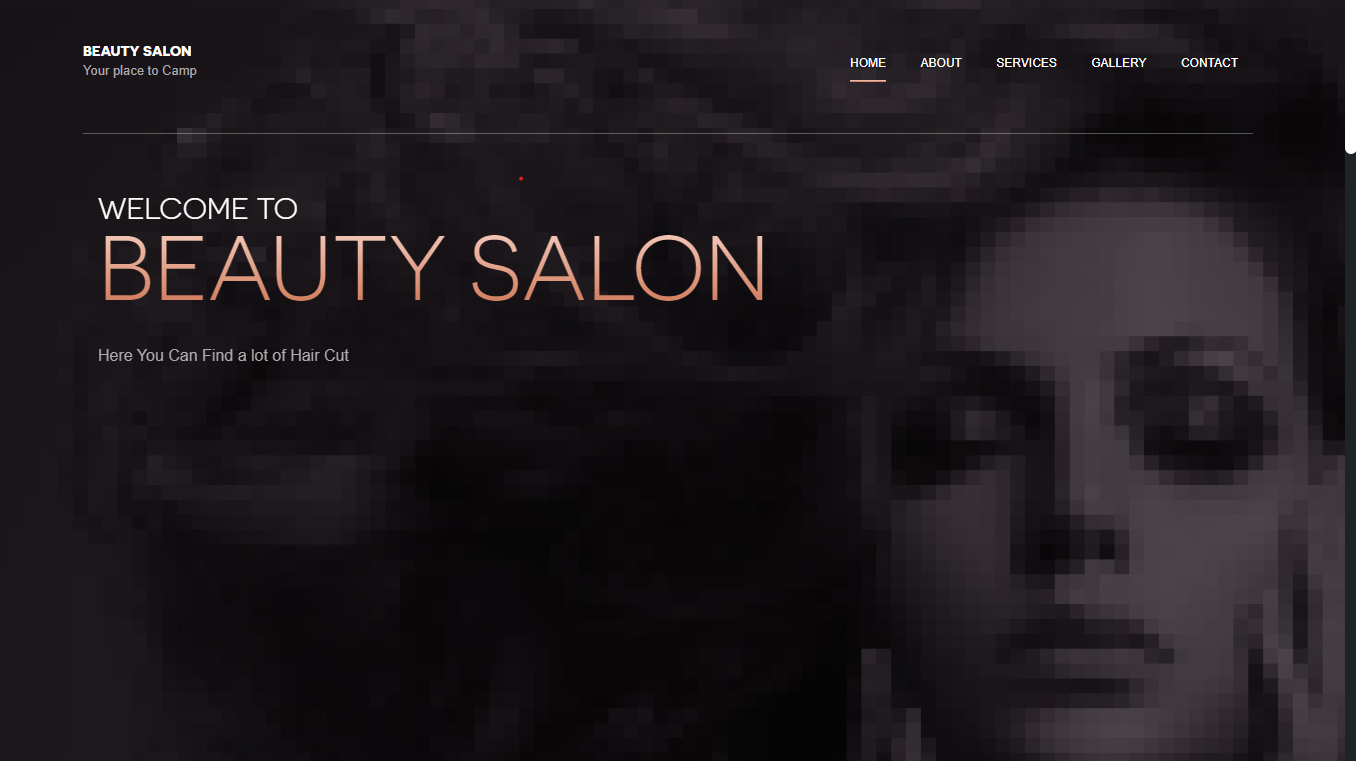 BEAUTY SALON
Your place to Camp
HOME ABOUT SERVICES GALLERY CONTACT
WELCOME TO
BEAUTY SALON
Here You Can Find a lot of Hair Cut